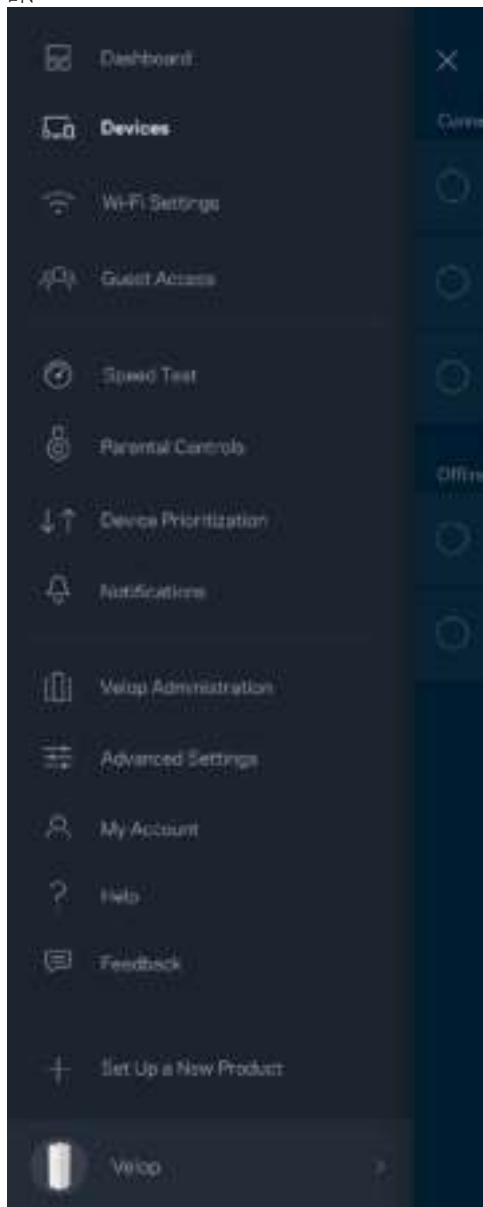 Dashboard
Devices
Wi-Fi Settings
Guest Access
Speed Test
Parental Controls
Device Prioritization
Notifications
Velop Administration
Advanced Settings
My Account
Help
Feedback
Set Up a New Product
Velop